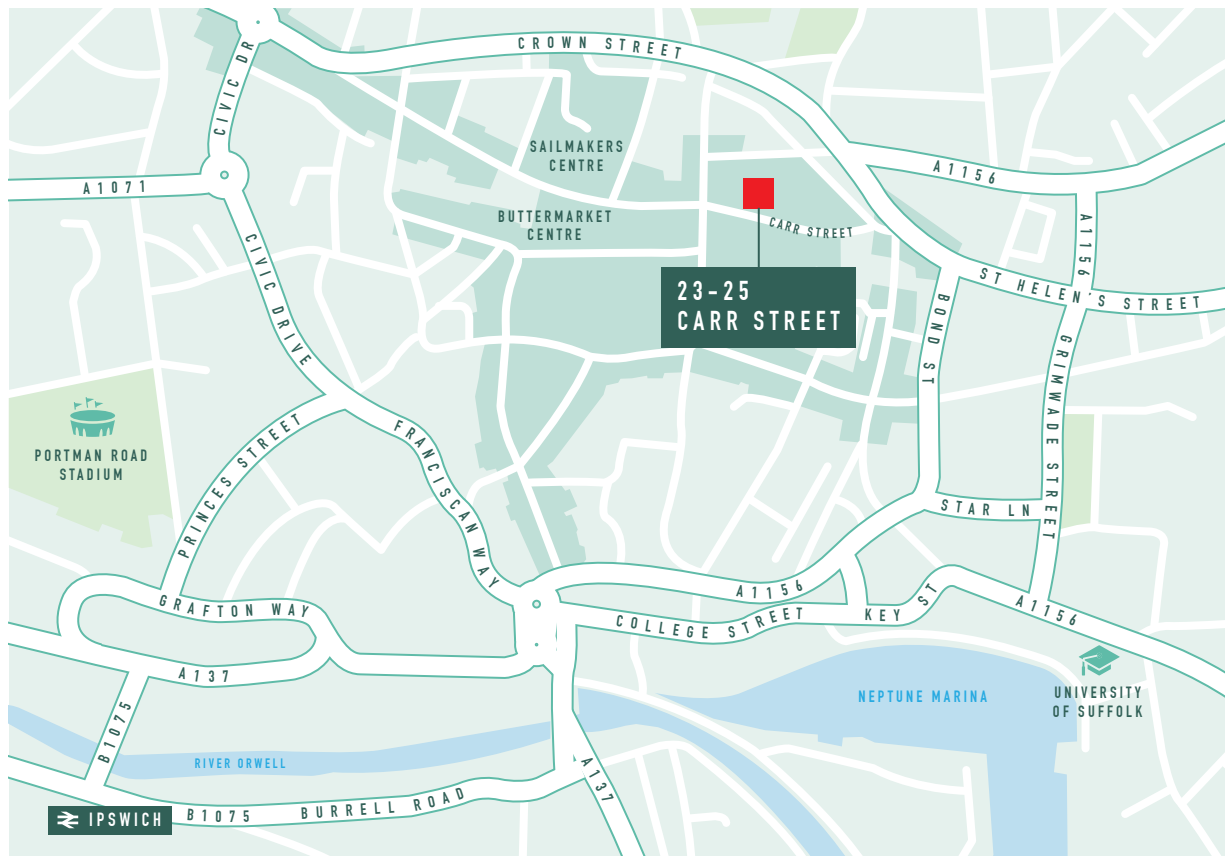 CIVIC DR
CROWN STREET
SAILMAKERS
CENTRE
A1156
A1071
BUTTERMARKET
CENTRE
CARR STREET
A1156
CIVIC DRIVE
23-25
CARR STREET
ST HELEN'S STREET
BOND ST
GRIMWADE STREET
PORTMAN ROAD
STADIUM
PRINCES STREET
FRANCISCAN WAY
STAR LN
GRAFTON WAY
A1156
COLLEGE STREET
KEY ST
A1156
A137
UNIVERSITY
OF SUFFOLK
NEPTUNE MARINA
B1075
RIVER ORWELL
A137
IPSWICH
B1075
BURRELL ROAD